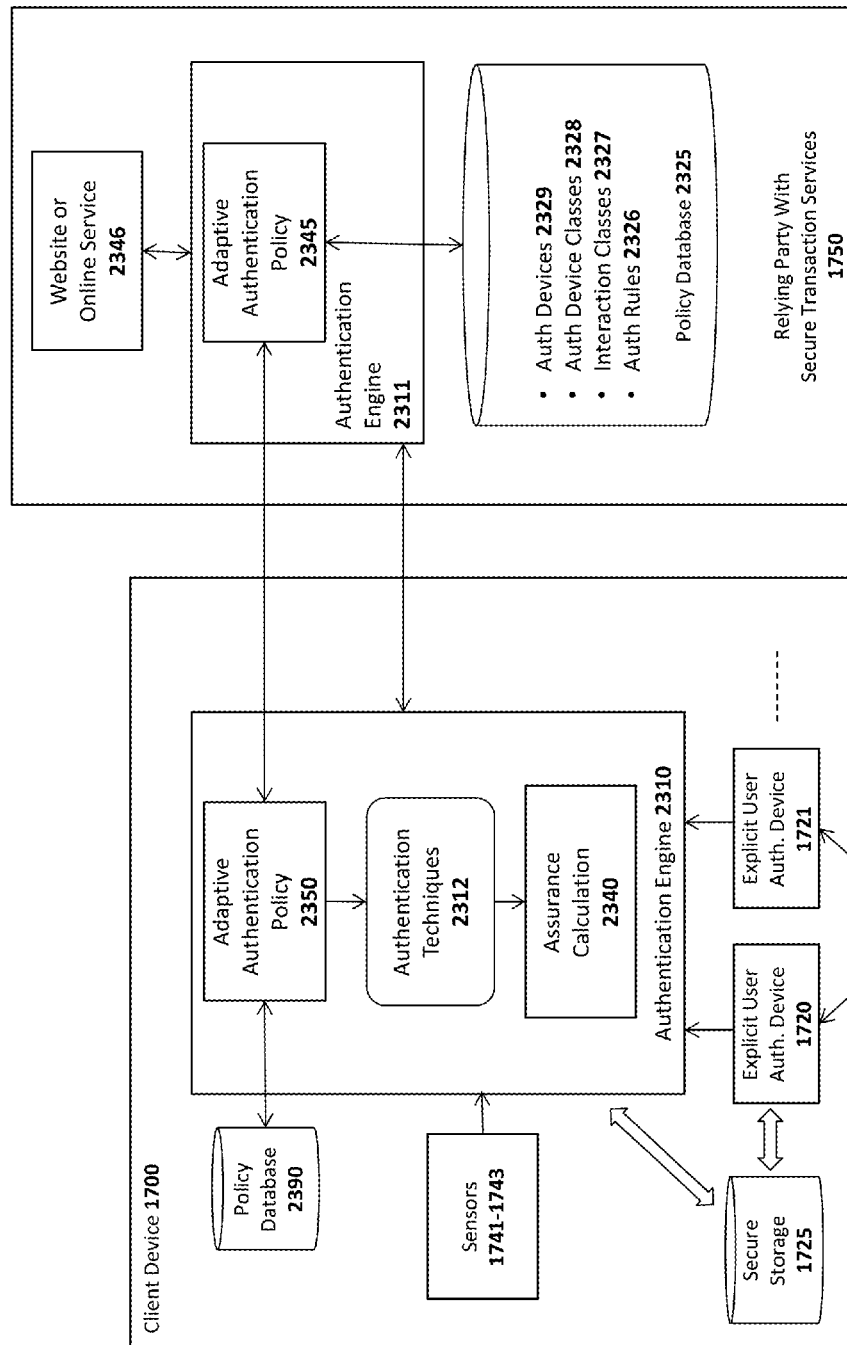 Client Device 1700
Policy
Database
2390
Adaptive
Authentication
Policy
2350
Authentication
Techniques
2312
Assurance
Calculation
2340
Authentication Engine 2310
Sensors
1741-1743
Secure
Storage
1725
Explicit User
Auth. Device
1720
Explicit User
Auth. Device
1721
Website or
Online Service
2346
Adaptive
Authentication
Policy
2345
Authentication
Engine
2311
• Auth Devices 2329
• Auth Device Classes 2328
• Interaction Classes 2327
• Auth Rules 2326
Policy Database 2325
Relying Party With
Secure Transaction Services
1750